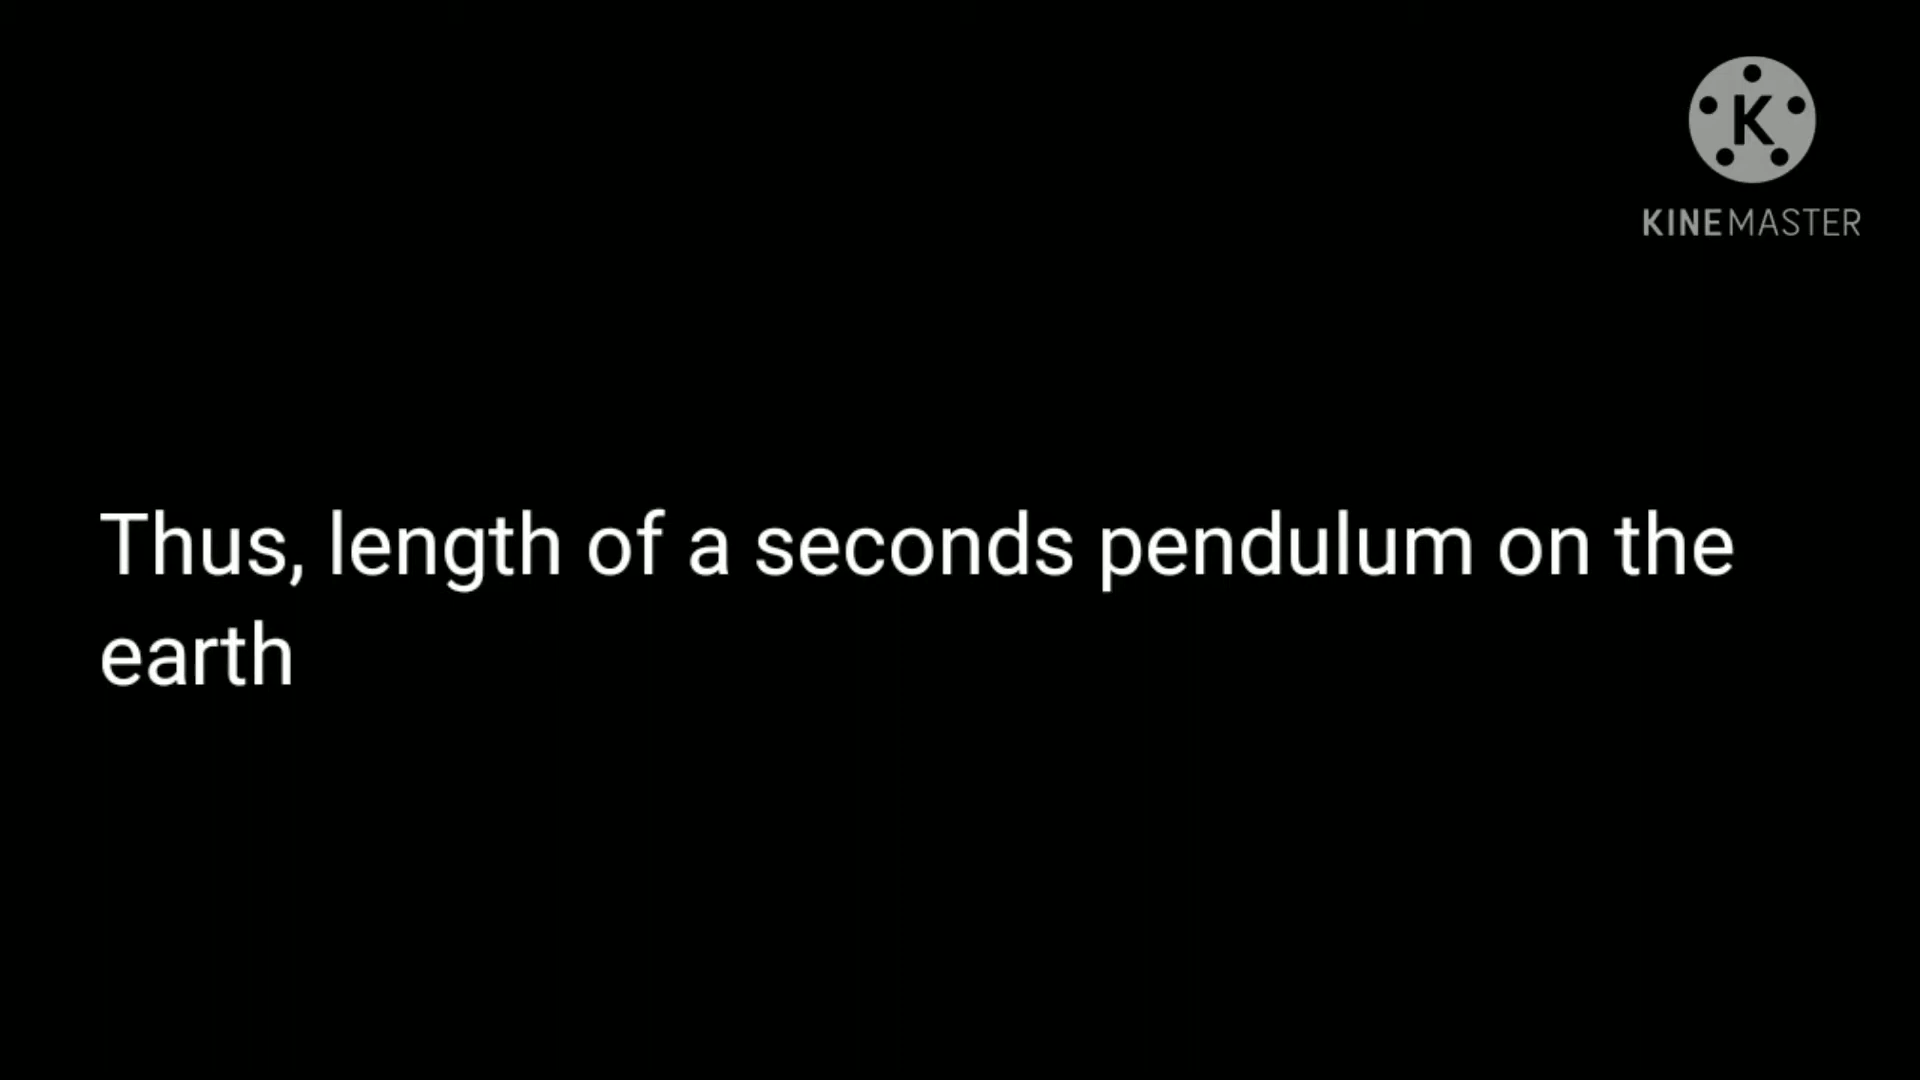 K
KINEMASTER
Thus, length of a seconds pendulum on the
earth